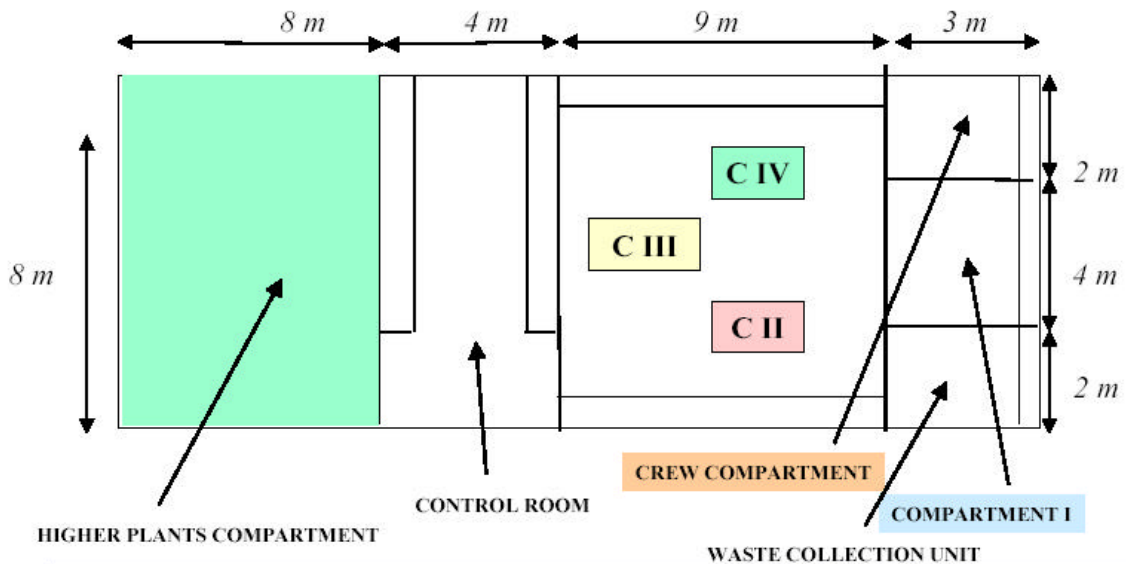 8 m
4 m
9 m
3 m
C IV
2 m
C III
8 m
4 m
C II
2 m
CREW COMPARTMENT
CONTROL ROOM
COMPARTMENT I
HIGHER PLANTS COMPARTMENT
WASTE COLLECTION UNIT